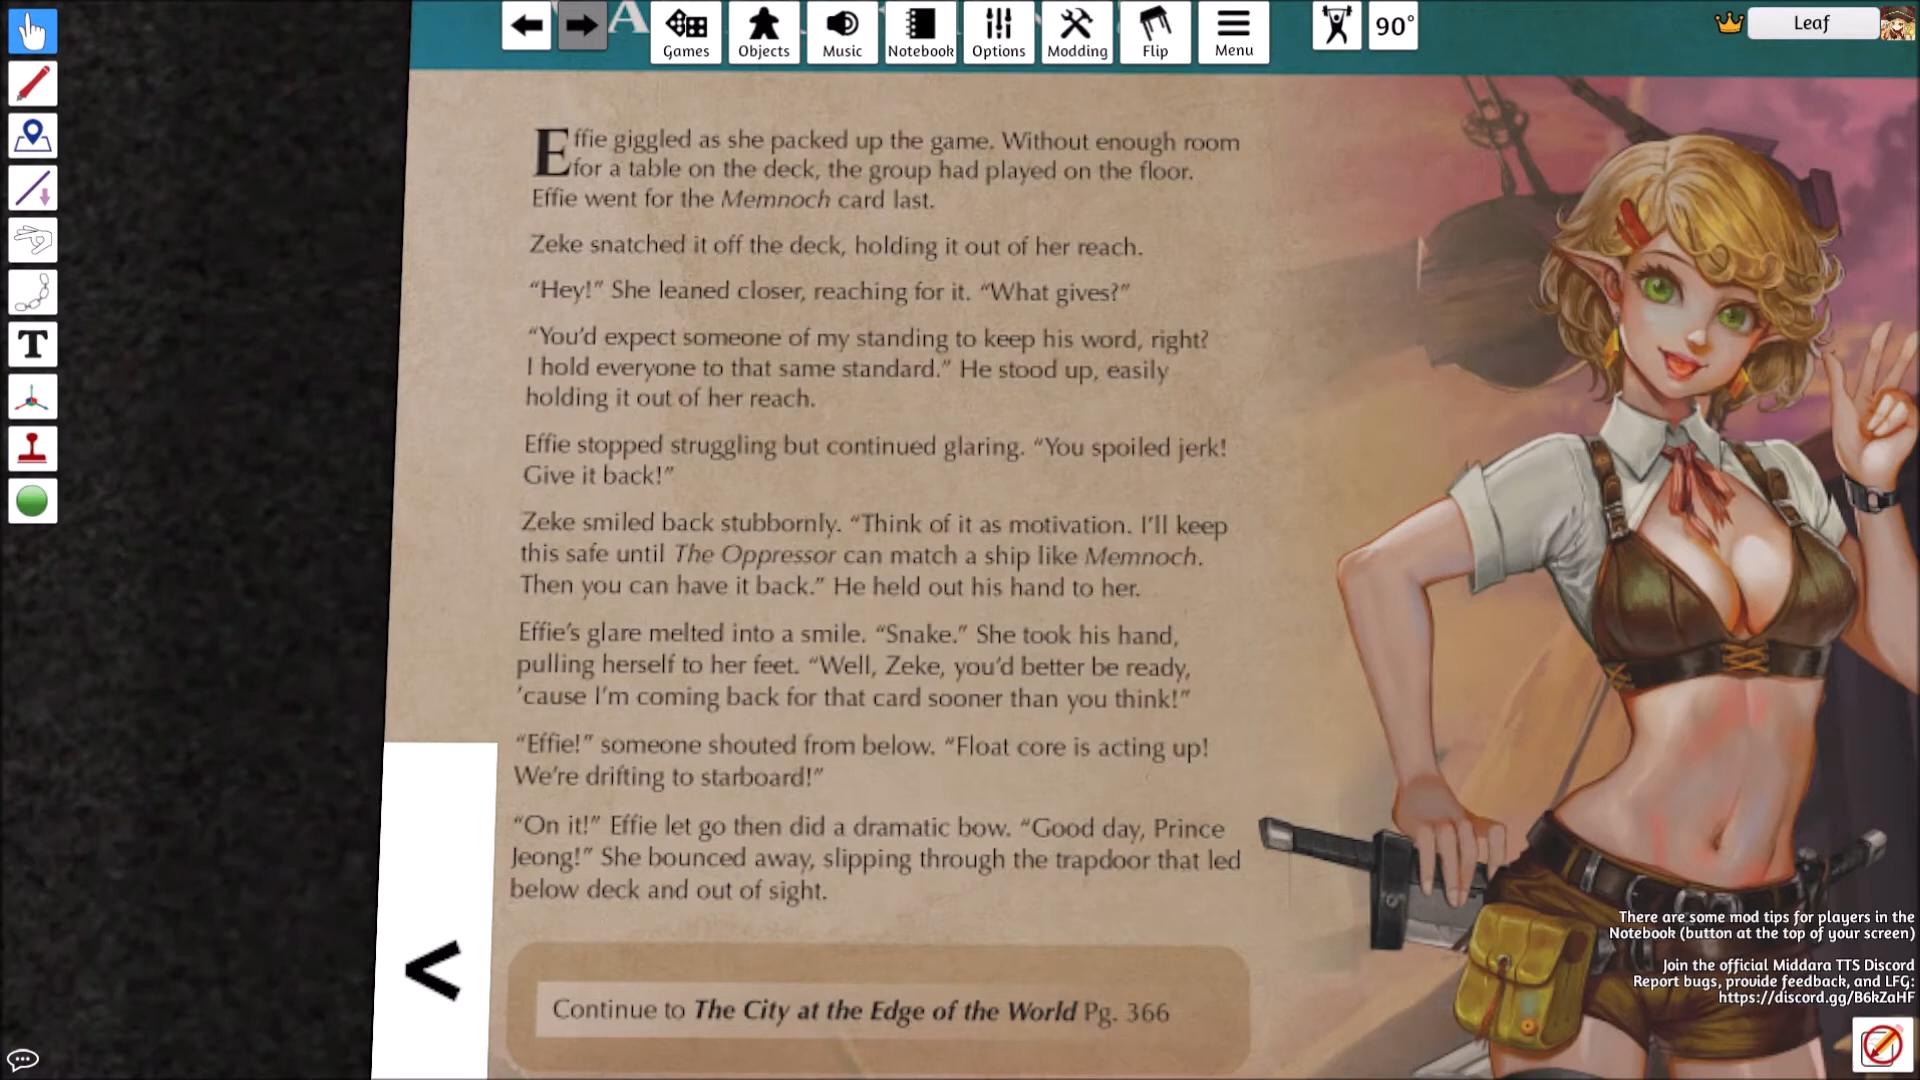 Games
Objects
Music
Notebook
Options
Modding
Flip
Menu
90°
Leaf
T
Effie giggled as she packed up the game. Without enough room
for a table on the deck, the group had played on the floor.
Effie went for the Memnoch card last.
Zeke snatched it off the deck, holding it out of her reach.
“Hey!” She leaned closer, reaching for it. “What gives?”
“You’d expect someone of my standing to keep his word, right?
I hold everyone to that same standard.” He stood up, easily
holding it out of her reach.
Effie stopped struggling but continued glaring. “You spoiled jerk!
Give it back!”
Zeke smiled back stubbornly. “Think of it as motivation. I’ll keep
this safe until The Oppressor can match a ship like Memnoch.
Then you can have it back.” He held out his hand to her.
Effie’s glare melted into a smile. “Snake.” She took his hand,
pulling herself to her feet. “Well, Zeke, you’d better be ready,
’cause I’m coming back for that card sooner than you think!”
“Effie!” someone shouted from below. “Float core is acting up!
We’re drifting to starboard!”
“On it!” Effie let go then did a dramatic bow. “Good day, Prince
Jeong!” She bounced away, slipping through the trapdoor that led
below deck and out of sight.
<
Continue to The City at the Edge of the World Pg. 366
There are some mod tips for players in the
Notebook (button at the top of your screen)
Join the official Middara TTS Discord
Report bugs, provide feedback, and LFG:
https://discord.gg/B6kZaHF